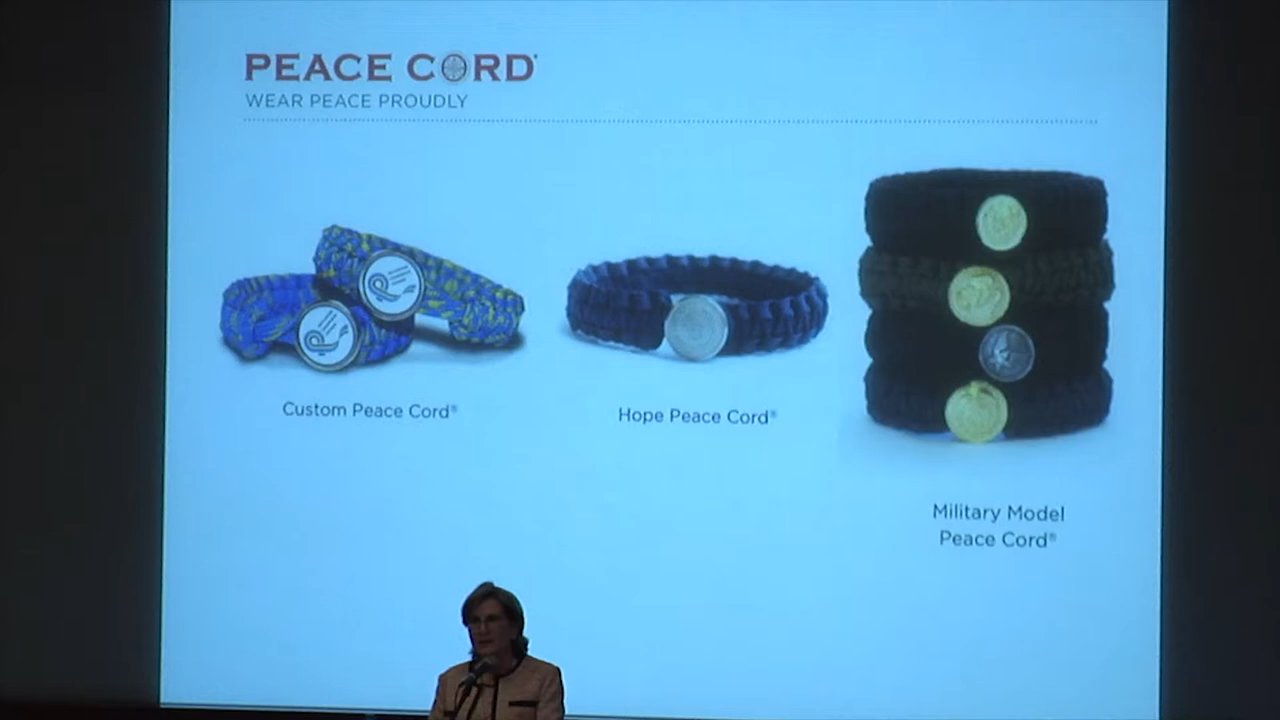 PEACE CORD®
WEAR PEACE PROUDLY
Custom Peace Cord®
Hope Peace Cord®
Military Model
Peace Cord®